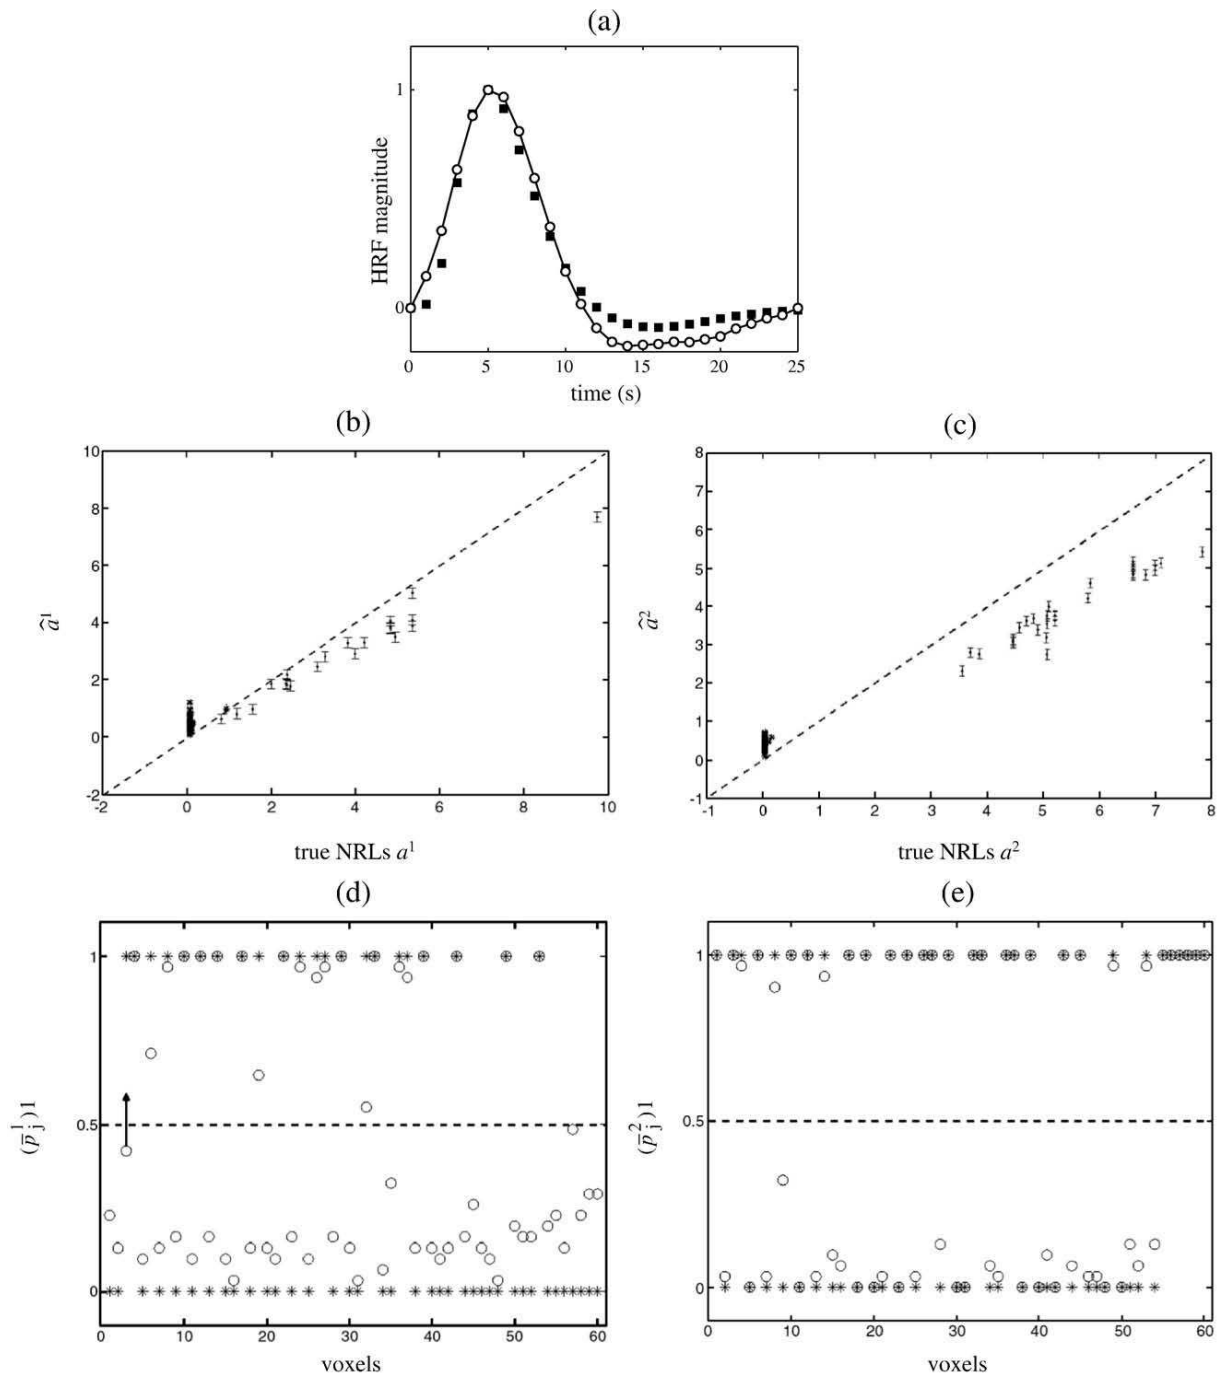 (a)
1
0
HRF magnitude
0 5 10 15 20 25
time (s)
(b) (c)
10
8
6
4
2
0
-2
-2 0 2 4 6 8 10
â¹
true NRLs a¹
8
7
6
5
4
3
2
1
0
-1
-1 0 1 2 3 4 5 6 7 8
â²
true NRLs a²
(d) (e)
1
0.5
0
(p̄¹j)1
0 10 20 30 40 50 60
voxels
1
0.5
0
(p̄²j)1
0 10 20 30 40 50 60
voxels